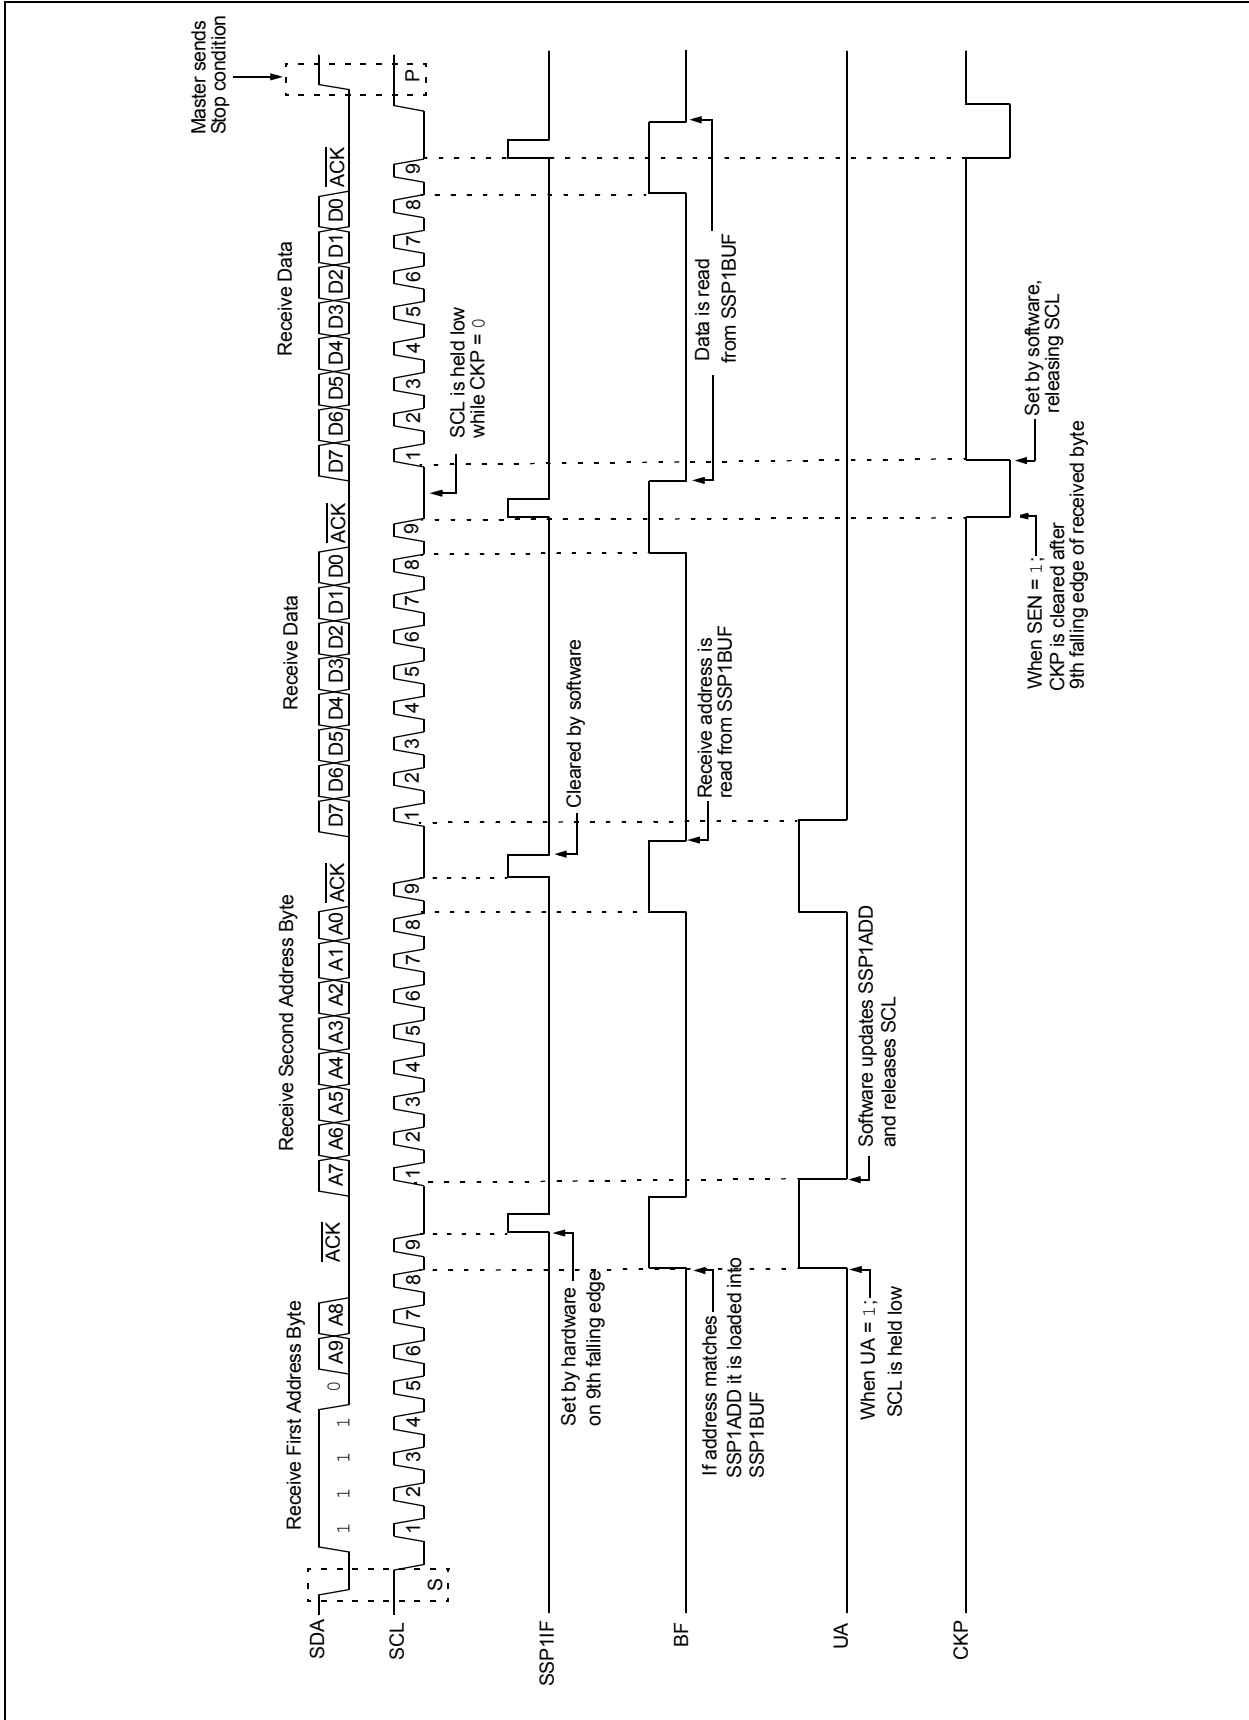 Master sends
Stop condition
Receive First Address Byte
Receive Second Address Byte
Receive Data
Receive Data
SDA
1 1 1 1 0 A9 A8 ACK A7 A6 A5 A4 A3 A2 A1 A0 ACK D7 D6 D5 D4 D3 D2 D1 D0 ACK D7 D6 D5 D4 D3 D2 D1 D0 ACK
SCL
S 1 2 3 4 5 6 7 8 9 1 2 3 4 5 6 7 8 9 1 2 3 4 5 6 7 8 9 1 2 3 4 5 6 7 8 9 P
SCL is held low
while CKP = 0
SSP1IF
Set by hardware
on 9th falling edge
Cleared by software
BF
If address matches
SSP1ADD it is loaded into
SSP1BUF
Receive address is
read from SSP1BUF
Data is read
from SSP1BUF
UA
When UA = 1;
SCL is held low
Software updates SSP1ADD
and releases SCL
CKP
When SEN = 1;
CKP is cleared after
9th falling edge of received byte
Set by software,
releasing SCL